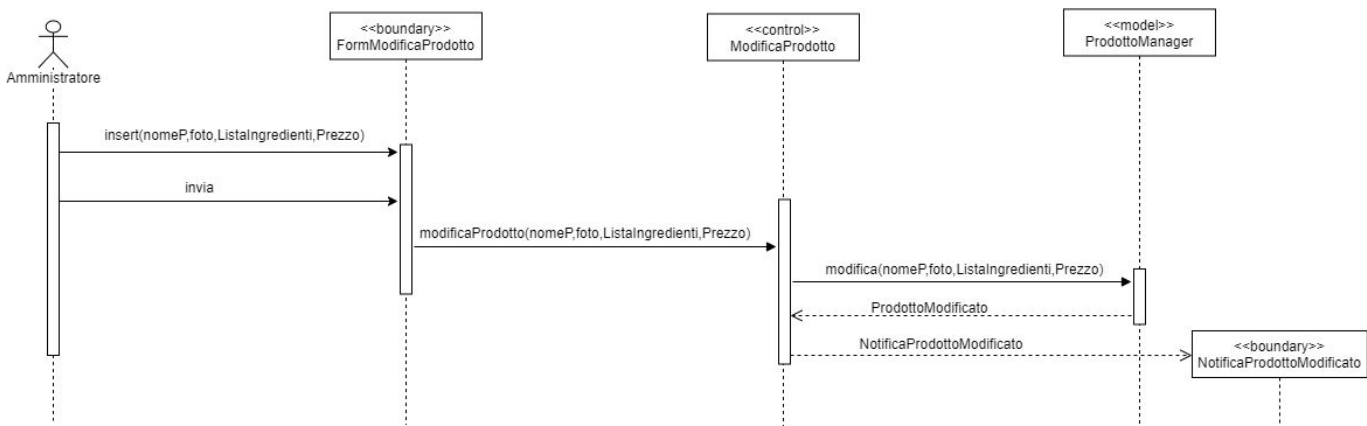 <<boundary>>
FormModificaProdotto
<<control>>
ModificaProdotto
<<model>>
ProdottoManager
Amministratore
insert(nomeP,foto,ListaIngredienti,Prezzo)
invia
modificaProdotto(nomeP,foto,ListaIngredienti,Prezzo)
modifica(nomeP,foto,ListaIngredienti,Prezzo)
ProdottoModificato
NotificaProdottoModificato
<<boundary>>
NotificaProdottoModificato